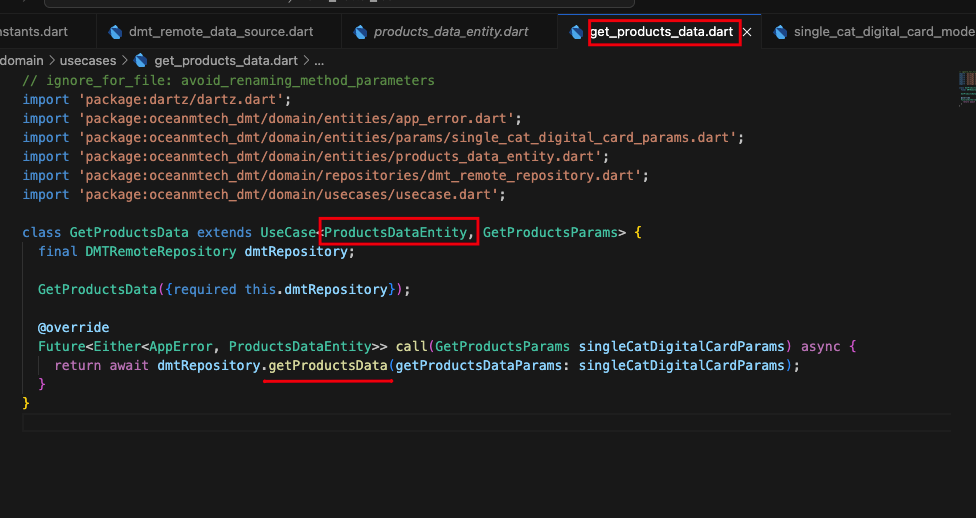 nstants.dart dmt_remote_data_source.dart products_data_entity.dart get_products_data.dart × single_cat_digital_card_mode
domain > usecases > get_products_data.dart > ...
// ignore_for_file: avoid_renaming_method_parameters
import 'package:dartz/dartz.dart';
import 'package:oceanmtech_dmt/domain/entities/app_error.dart';
import 'package:oceanmtech_dmt/domain/entities/params/single_cat_digital_card_params.dart';
import 'package:oceanmtech_dmt/domain/entities/products_data_entity.dart';
import 'package:oceanmtech_dmt/domain/repositories/dmt_remote_repository.dart';
import 'package:oceanmtech_dmt/domain/usecases/usecase.dart';
class GetProductsData extends UseCase<ProductsDataEntity, GetProductsParams> {
final DMTRemoteRepository dmtRepository;
GetProductsData({required this.dmtRepository});
@override
Future<Either<AppError, ProductsDataEntity>> call(GetProductsParams singleCatDigitalCardParams) async {
return await dmtRepository.getProductsData(getProductsDataParams: singleCatDigitalCardParams);
}
}